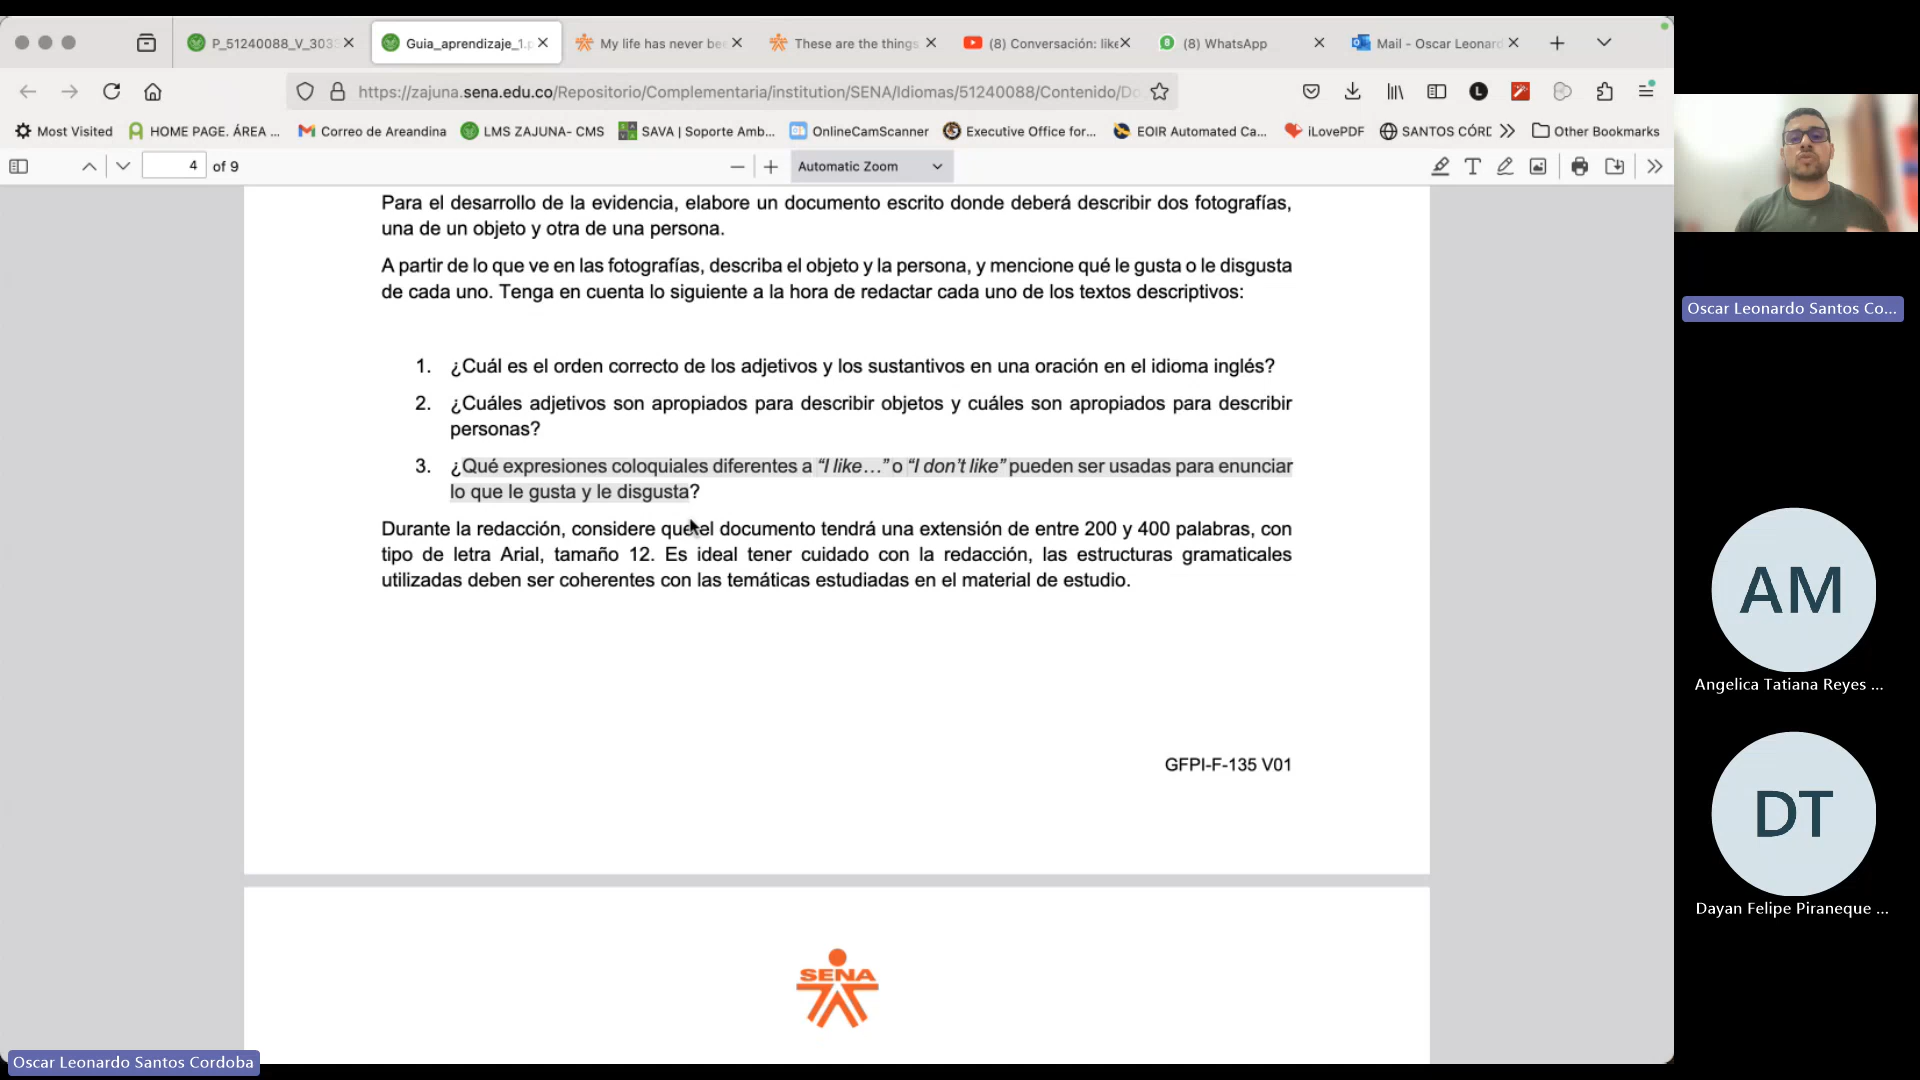 P_51240088_V_303
Guia_aprendizaje_1.p
My life has never bee
These are the things
(8) Conversación: like
(8) WhatsApp
Mail - Oscar Leonard
https://zajuna.sena.edu.co/Repositorio/Complementaria/institution/SENA/Idiomas/51240088/Contenido/Do
Most Visited
HOME PAGE. ÁREA ...
Correo de Areandina
LMS ZAJUNA- CMS
SAVA | Soporte Amb...
OnlineCamScanner
Executive Office for...
EOIR Automated Ca...
iLovePDF
SANTOS CÓRD
Other Bookmarks
4 of 9
Automatic Zoom
Para el desarrollo de la evidencia, elabore un documento escrito donde deberá describir dos fotografías,
una de un objeto y otra de una persona.
A partir de lo que ve en las fotografías, describa el objeto y la persona, y mencione qué le gusta o le disgusta
de cada uno. Tenga en cuenta lo siguiente a la hora de redactar cada uno de los textos descriptivos:
1. ¿Cuál es el orden correcto de los adjetivos y los sustantivos en una oración en el idioma inglés?
2. ¿Cuáles adjetivos son apropiados para describir objetos y cuáles son apropiados para describir
personas?
3. ¿Qué expresiones coloquiales diferentes a “I like…” o “I don’t like” pueden ser usadas para enunciar
lo que le gusta y le disgusta?
Durante la redacción, considere que el documento tendrá una extensión de entre 200 y 400 palabras, con
tipo de letra Arial, tamaño 12. Es ideal tener cuidado con la redacción, las estructuras gramaticales
utilizadas deben ser coherentes con las temáticas estudiadas en el material de estudio.
GFPI-F-135 V01
SENA
Oscar Leonardo Santos Cordoba
Oscar Leonardo Santos Co...
AM
Angelica Tatiana Reyes ...
DT
Dayan Felipe Piraneque ...